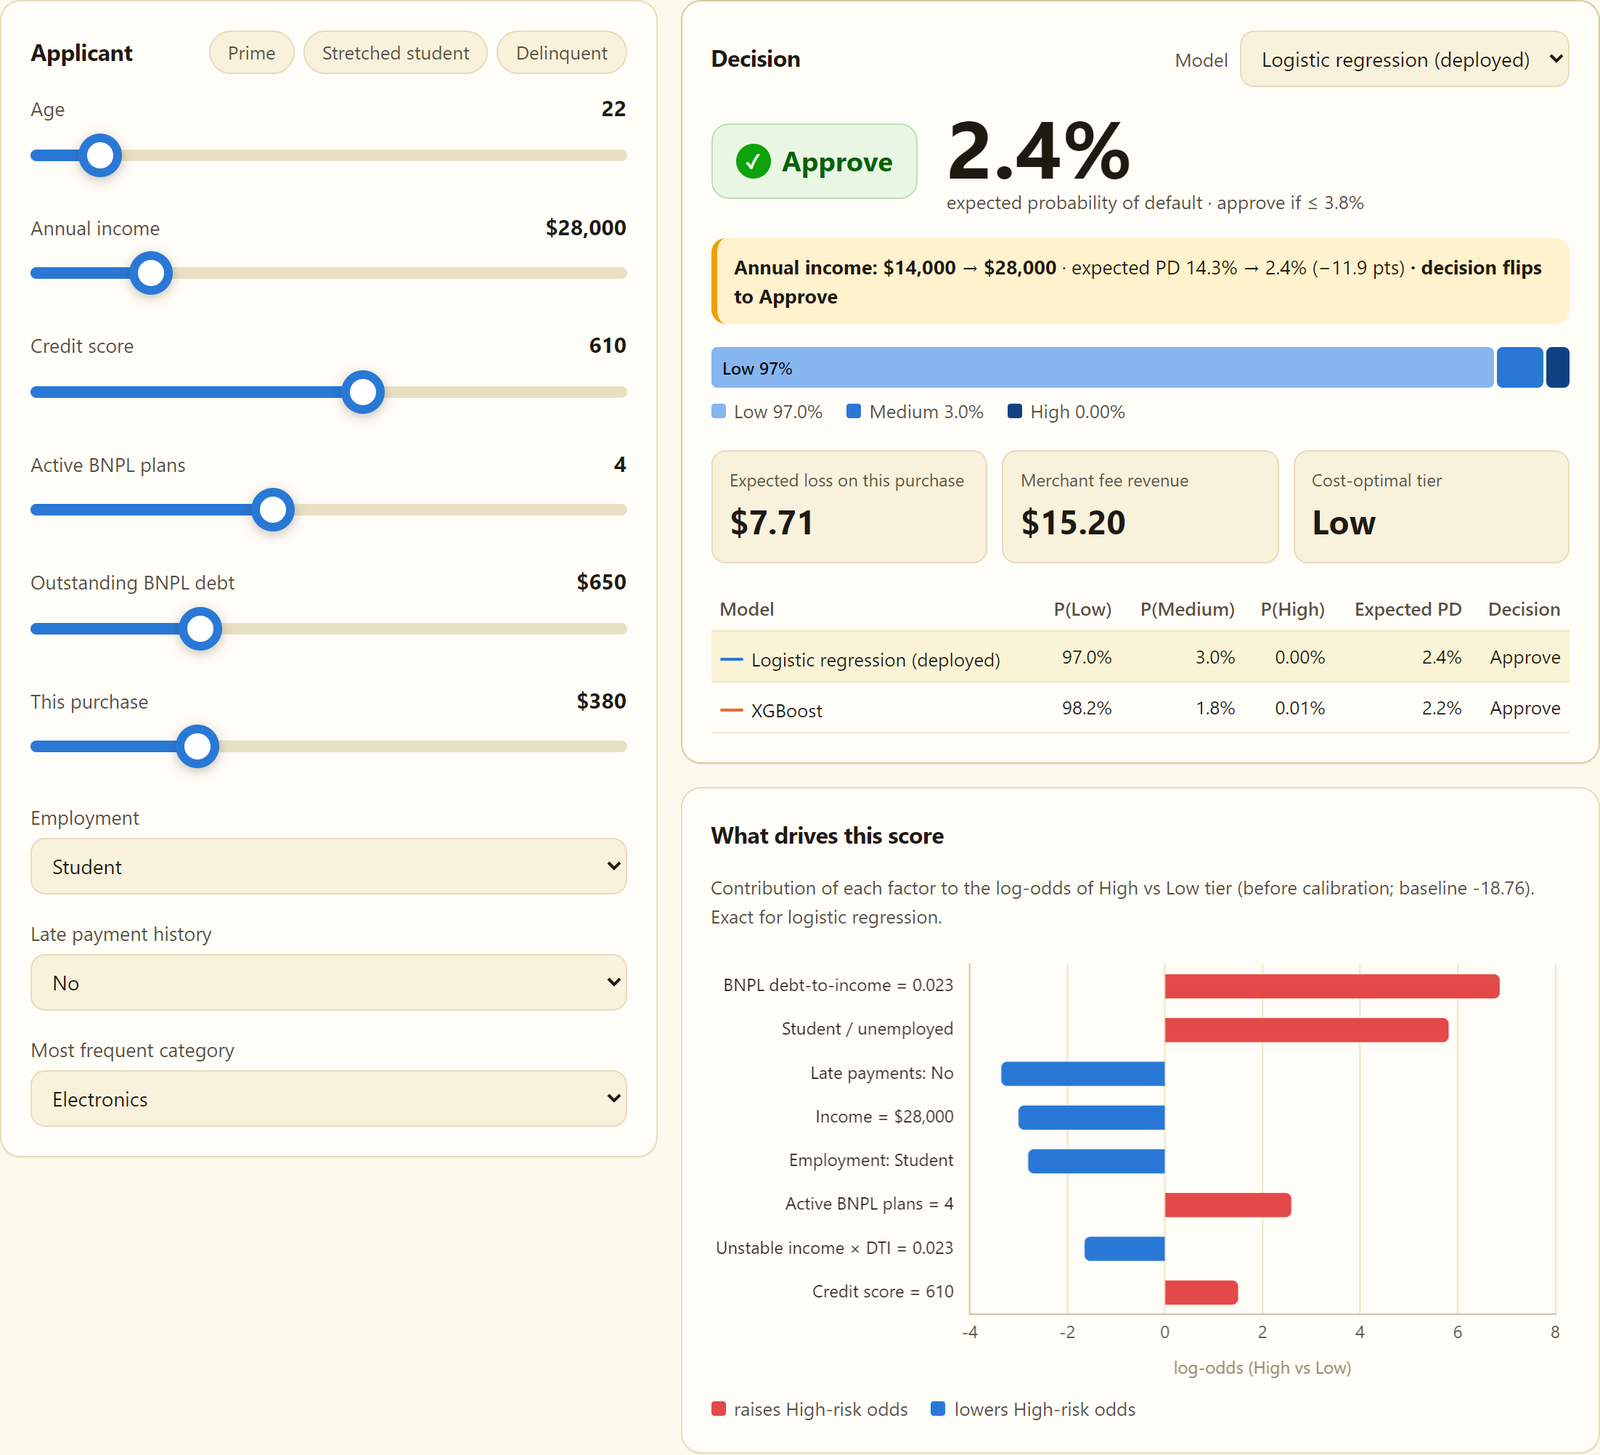 Applicant
Prime
Stretched student
Delinquent
Age
22
Annual income
$28,000
Credit score
610
Active BNPL plans
4
Outstanding BNPL debt
$650
This purchase
$380
Employment
Student
Late payment history
No
Most frequent category
Electronics
Decision
Model
Logistic regression (deployed)
✓ Approve
2.4%
expected probability of default · approve if ≤ 3.8%
Annual income: $14,000 → $28,000 · expected PD 14.3% → 2.4% (−11.9 pts) · decision flips
to Approve
Low 97%
Low 97.0% Medium 3.0% High 0.00%
Expected loss on this purchase
$7.71
Merchant fee revenue
$15.20
Cost-optimal tier
Low
Model P(Low) P(Medium) P(High) Expected PD Decision
Logistic regression (deployed) 97.0% 3.0% 0.00% 2.4% Approve
XGBoost 98.2% 1.8% 0.01% 2.2% Approve
What drives this score
Contribution of each factor to the log-odds of High vs Low tier (before calibration; baseline -18.76).
Exact for logistic regression.
BNPL debt-to-income = 0.023
Student / unemployed
Late payments: No
Income = $28,000
Employment: Student
Active BNPL plans = 4
Unstable income × DTI = 0.023
Credit score = 610
-4 -2 0 2 4 6 8
log-odds (High vs Low)
raises High-risk odds lowers High-risk odds